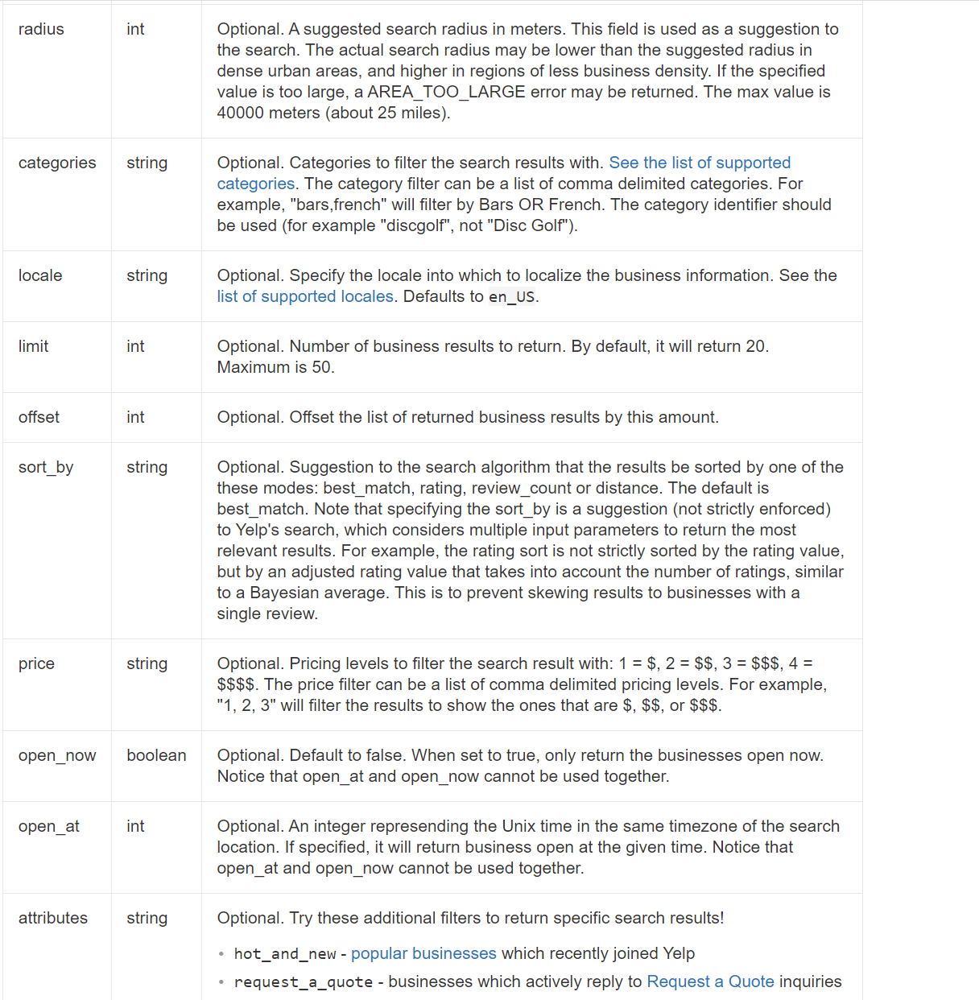 radius int Optional. A suggested search radius in meters. This field is used as a suggestion to
the search. The actual search radius may be lower than the suggested radius in
dense urban areas, and higher in regions of less business density. If the specified
value is too large, a AREA_TOO_LARGE error may be returned. The max value is
40000 meters (about 25 miles).
categories string Optional. Categories to filter the search results with. See the list of supported
categories. The category filter can be a list of comma delimited categories. For
example, "bars,french" will filter by Bars OR French. The category identifier should
be used (for example "discgolf", not "Disc Golf").
locale string Optional. Specify the locale into which to localize the business information. See the
list of supported locales. Defaults to en_US.
limit int Optional. Number of business results to return. By default, it will return 20.
Maximum is 50.
offset int Optional. Offset the list of returned business results by this amount.
sort_by string Optional. Suggestion to the search algorithm that the results be sorted by one of the
these modes: best_match, rating, review_count or distance. The default is
best_match. Note that specifying the sort_by is a suggestion (not strictly enforced)
to Yelp's search, which considers multiple input parameters to return the most
relevant results. For example, the rating sort is not strictly sorted by the rating value,
but by an adjusted rating value that takes into account the number of ratings, similar
to a Bayesian average. This is to prevent skewing results to businesses with a
single review.
price string Optional. Pricing levels to filter the search result with: 1 = $, 2 = $$, 3 = $$$, 4 =
$$$$. The price filter can be a list of comma delimited pricing levels. For example,
"1, 2, 3" will filter the results to show the ones that are $, $$, or $$$.
open_now boolean Optional. Default to false. When set to true, only return the businesses open now.
Notice that open_at and open_now cannot be used together.
open_at int Optional. An integer represending the Unix time in the same timezone of the search
location. If specified, it will return business open at the given time. Notice that
open_at and open_now cannot be used together.
attributes string Optional. Try these additional filters to return specific search results!
• hot_and_new - popular businesses which recently joined Yelp
• request_a_quote - businesses which actively reply to Request a Quote inquiries